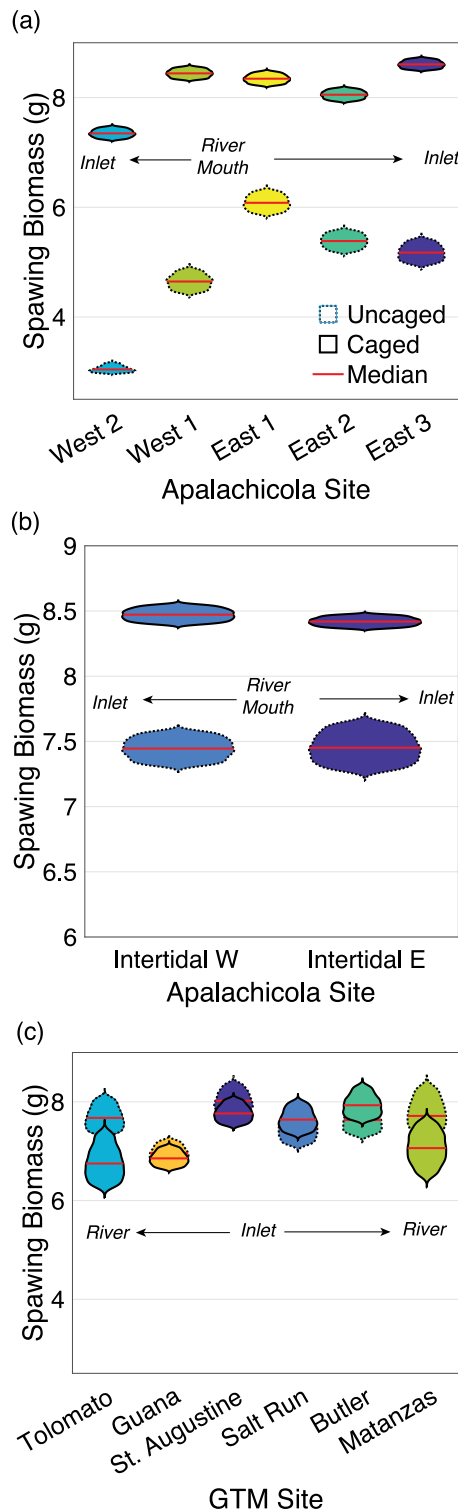 (a)
Spawing Biomass (g)
8
6
4
Inlet
River
Mouth
Inlet
Uncaged
Caged
Median
West 2
West 1
East 1
East 2
East 3
Apalachicola Site
(b)
Spawing Biomass (g)
9
8.5
8
7.5
7
6.5
6
Inlet
River
Mouth
Inlet
Intertidal W
Intertidal E
Apalachicola Site
(c)
Spawing Biomass (g)
8
6
4
River
Inlet
River
Tolomato
Guana
St. Augustine
Salt Run
Butler
Matanzas
GTM Site